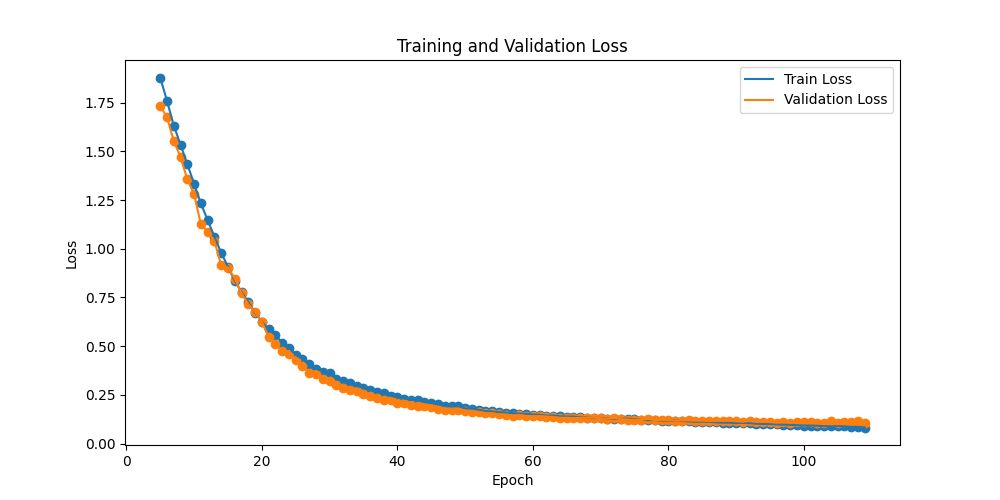 Training and Validation Loss
Train Loss
Validation Loss
Loss
1.75
1.50
1.25
1.00
0.75
0.50
0.25
0.00
0 20 40 60 80 100
Epoch